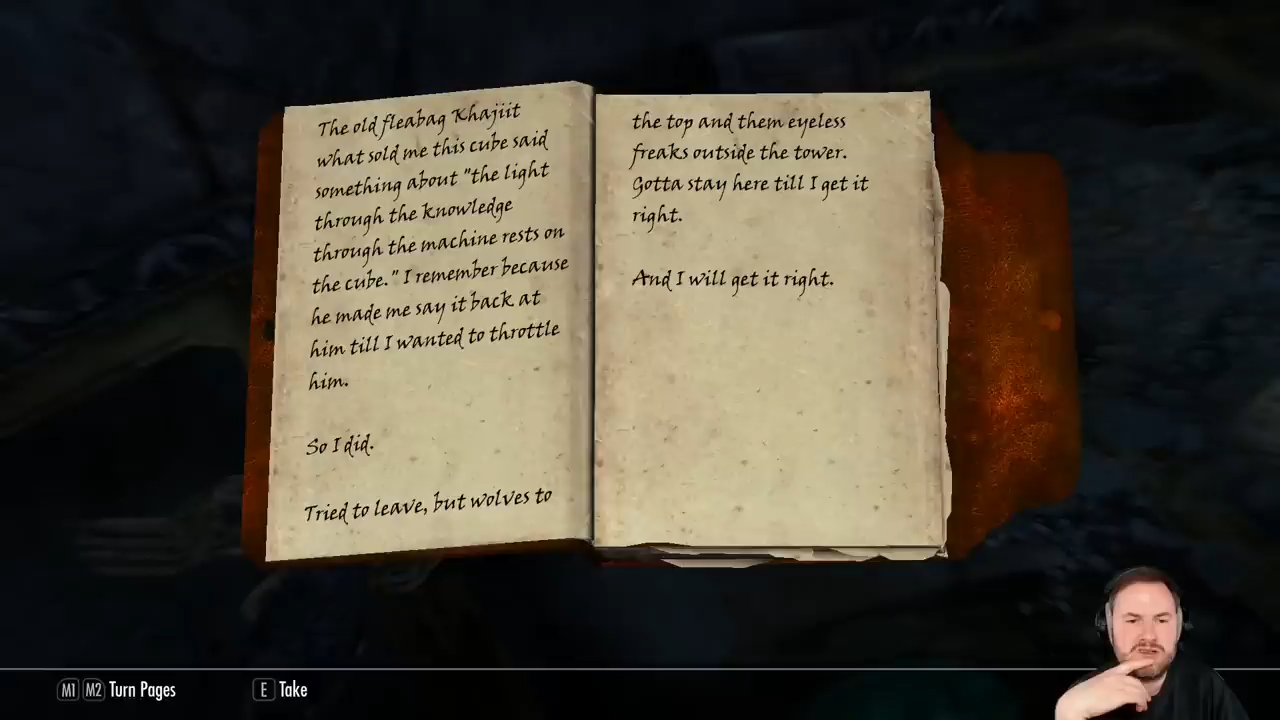 The old fleabag Khajiit
what sold me this cube said
something about "the light
through the knowledge
through the machine rests on
the cube." I remember because
he made me say it back at
him till I wanted to throttle
him.
So I did.
Tried to leave, but wolves to
the top and them eyeless
freaks outside the tower.
Gotta stay here till I get it
right.
And I will get it right.
M1 M2 Turn Pages
E Take